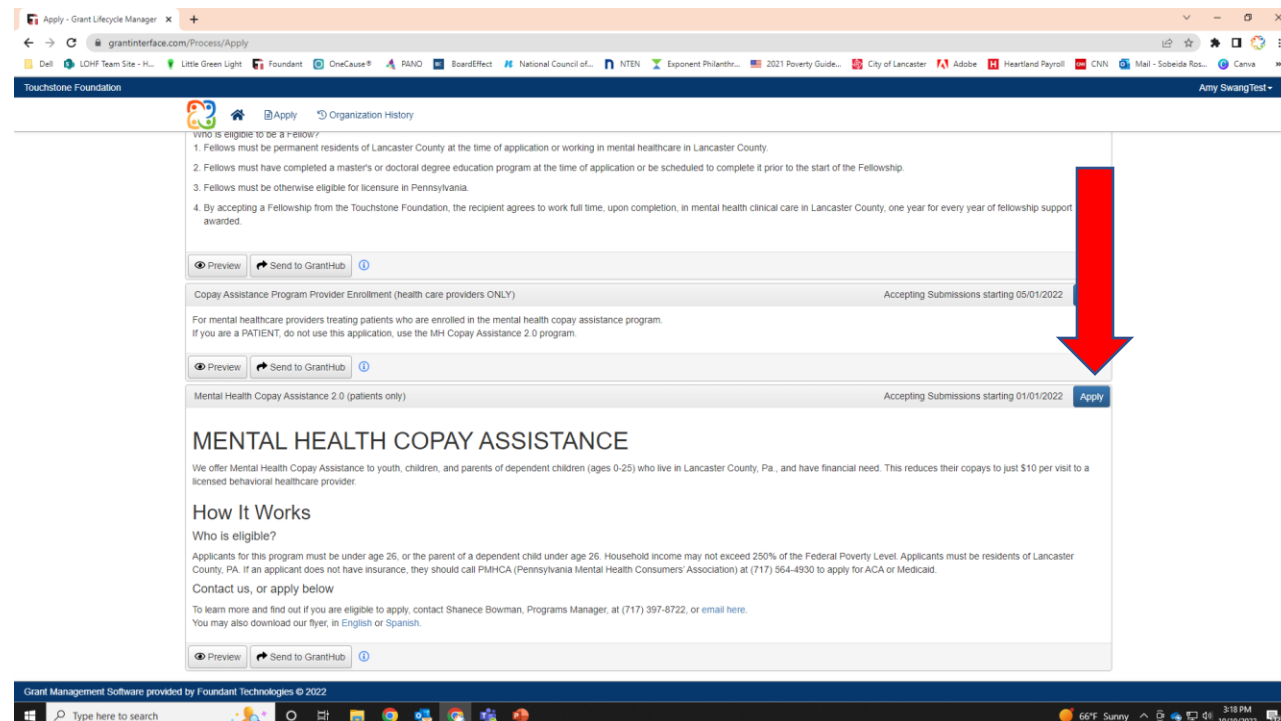 Apply - Grant Lifecycle Manager
grantinterface.com/Process/Apply
Dell LOHF Team Site - H... Little Green Light Foundant OneCause® PANO BoardEffect National Council of... NTEN Exponent Philanthr... 2021 Poverty Guide... City of Lancaster Adobe Heartland Payroll CNN Mail - Sobeida Ros... Canva
Touchstone Foundation Amy SwangTest
Apply Organization History
Who is eligible to be a Fellow?
1. Fellows must be permanent residents of Lancaster County at the time of application or working in mental healthcare in Lancaster County.
2. Fellows must have completed a master's or doctoral degree education program at the time of application or be scheduled to complete it prior to the start of the Fellowship.
3. Fellows must be otherwise eligible for licensure in Pennsylvania.
4. By accepting a Fellowship from the Touchstone Foundation, the recipient agrees to work full time, upon completion, in mental health clinical care in Lancaster County, one year for every year of fellowship support
awarded.
Preview Send to GrantHub
Copay Assistance Program Provider Enrollment (health care providers ONLY) Accepting Submissions starting 05/01/2022
For mental healthcare providers treating patients who are enrolled in the mental health copay assistance program.
If you are a PATIENT, do not use this application, use the MH Copay Assistance 2.0 program.
Preview Send to GrantHub
Mental Health Copay Assistance 2.0 (patients only) Accepting Submissions starting 01/01/2022 Apply
MENTAL HEALTH COPAY ASSISTANCE
We offer Mental Health Copay Assistance to youth, children, and parents of dependent children (ages 0-25) who live in Lancaster County, Pa., and have financial need. This reduces their copays to just $10 per visit to a
licensed behavioral healthcare provider.
How It Works
Who is eligible?
Applicants for this program must be under age 26, or the parent of a dependent child under age 26. Household income may not exceed 250% of the Federal Poverty Level. Applicants must be residents of Lancaster
County, PA. If an applicant does not have insurance, they should call PMHCA (Pennsylvania Mental Health Consumers' Association) at (717) 564-4930 to apply for ACA or Medicaid.
Contact us, or apply below
To learn more and find out if you are eligible to apply, contact Shanece Bowman, Programs Manager, at (717) 397-8722, or email here.
You may also download our flyer, in English or Spanish.
Preview Send to GrantHub
Grant Management Software provided by Foundant Technologies © 2022
Type here to search 66°F Sunny 3:18 PM